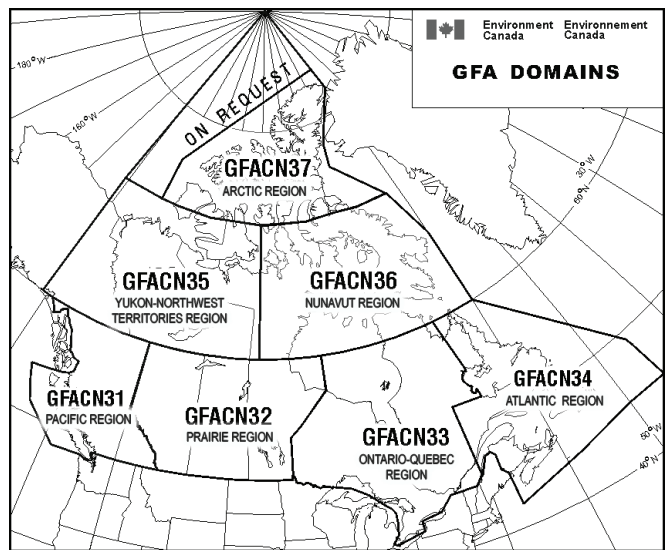 Environment Canada
Environnement Canada
GFA DOMAINS
180°W
160°W
ON REQUEST
GFACN37
ARCTIC REGION
30°W
60°N
GFACN35
YUKON-NORTHWEST
TERRITORIES REGION
GFACN36
NUNAVUT REGION
GFACN31
PACIFIC REGION
GFACN32
PRAIRIE REGION
GFACN33
ONTARIO-QUEBEC
REGION
GFACN34
ATLANTIC REGION
50°N
40°N